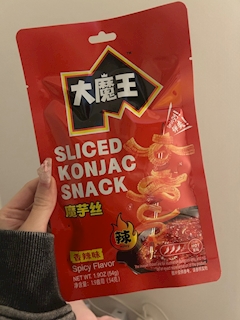 大魔王
SLICED
KONJAC
SNACK
魔芋丝
辣
香辣味
Spicy Flavor
NET WT. 1.9OZ (54g)